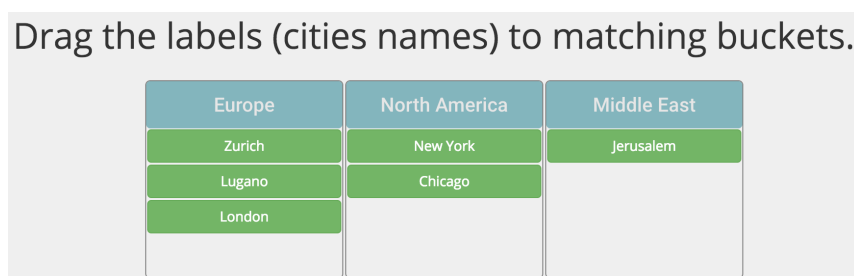 Drag the labels (cities names) to matching buckets.
Europe North America Middle East
Zurich New York Jerusalem
Lugano Chicago
London